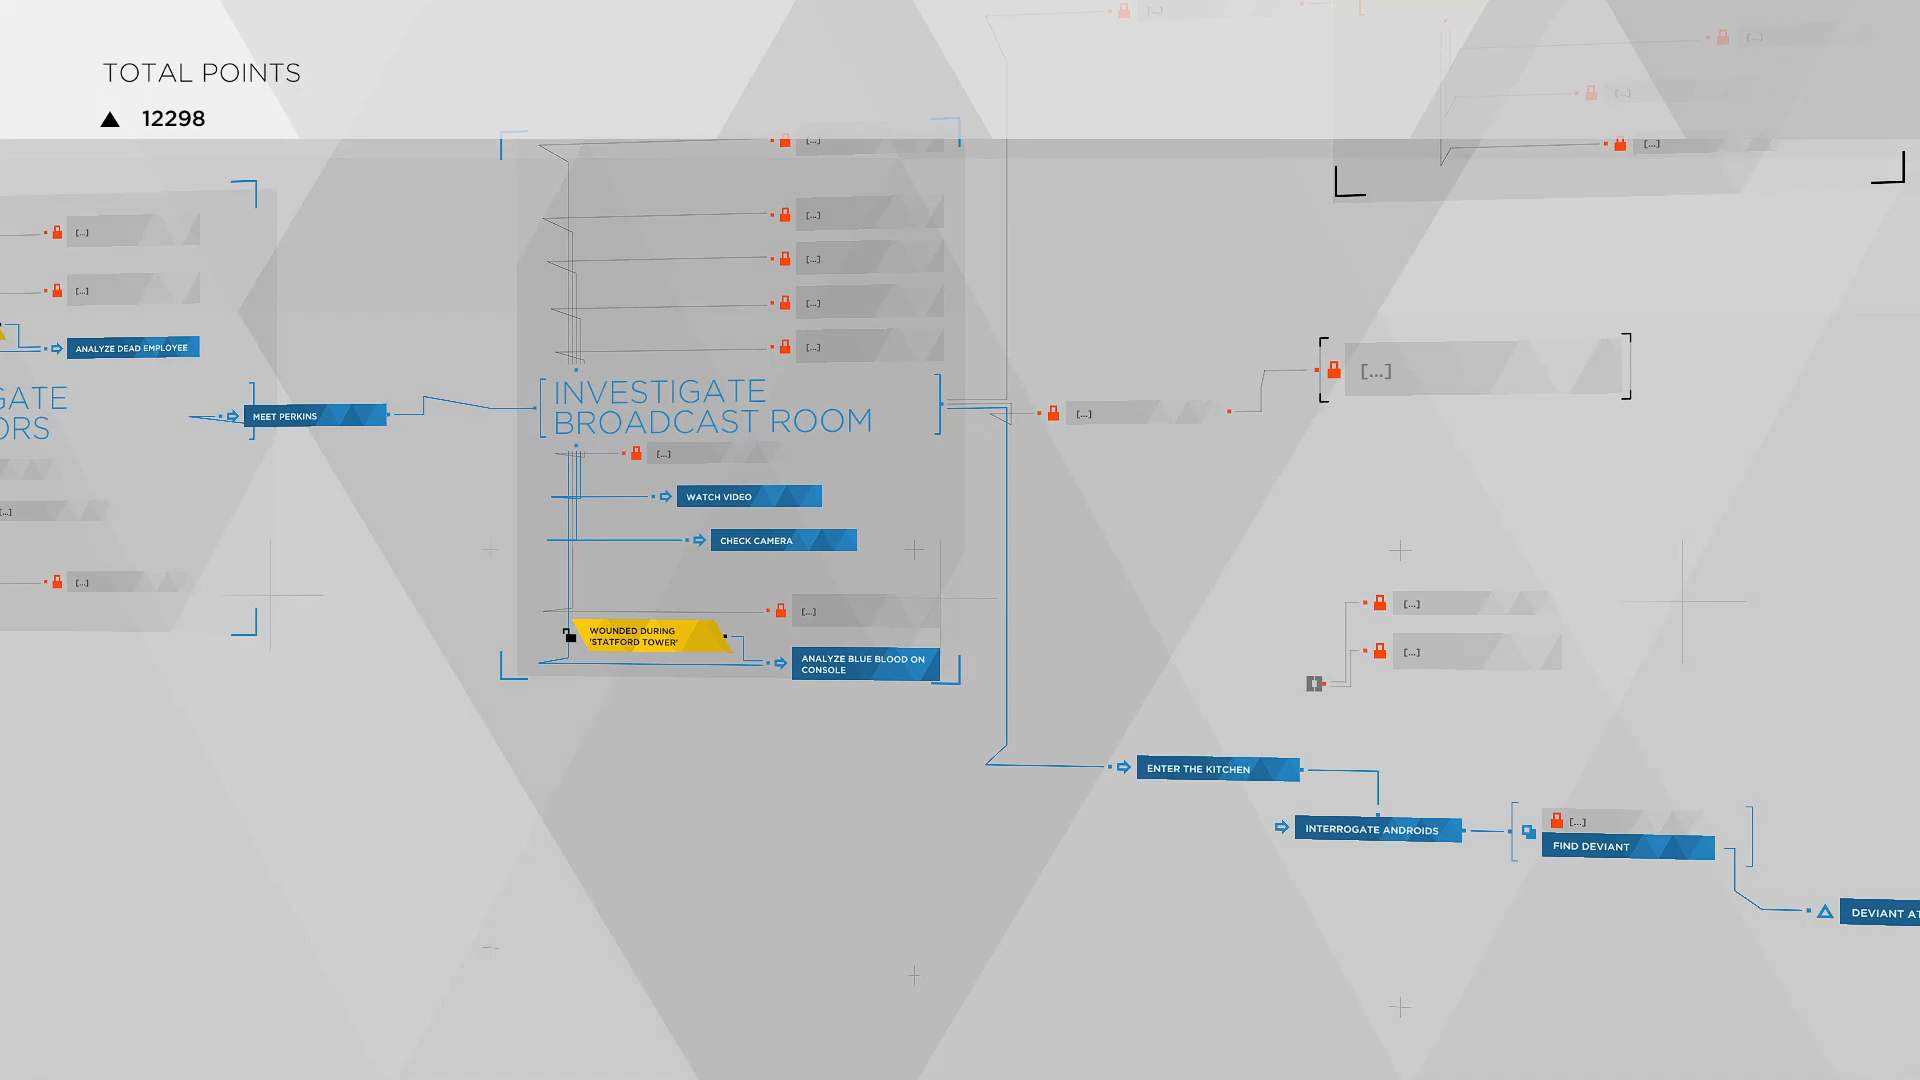 TOTAL POINTS
▲ 12298
[...]
[...]
[...]
[...]
[...]
[...]
[...]
[...]
[...]
[...]
[...]
[...]
ANALYZE DEAD EMPLOYEE
GATE
ORS
MEET PERKINS
INVESTIGATE
BROADCAST ROOM
[...]
[...]
[...]
[...]
WATCH VIDEO
[...]
CHECK CAMERA
[...]
[...]
[...]
[...]
WOUNDED DURING
'STATFORD TOWER'
ANALYZE BLUE BLOOD ON
CONSOLE
ENTER THE KITCHEN
INTERROGATE ANDROIDS
[...]
FIND DEVIANT
DEVIANT AT